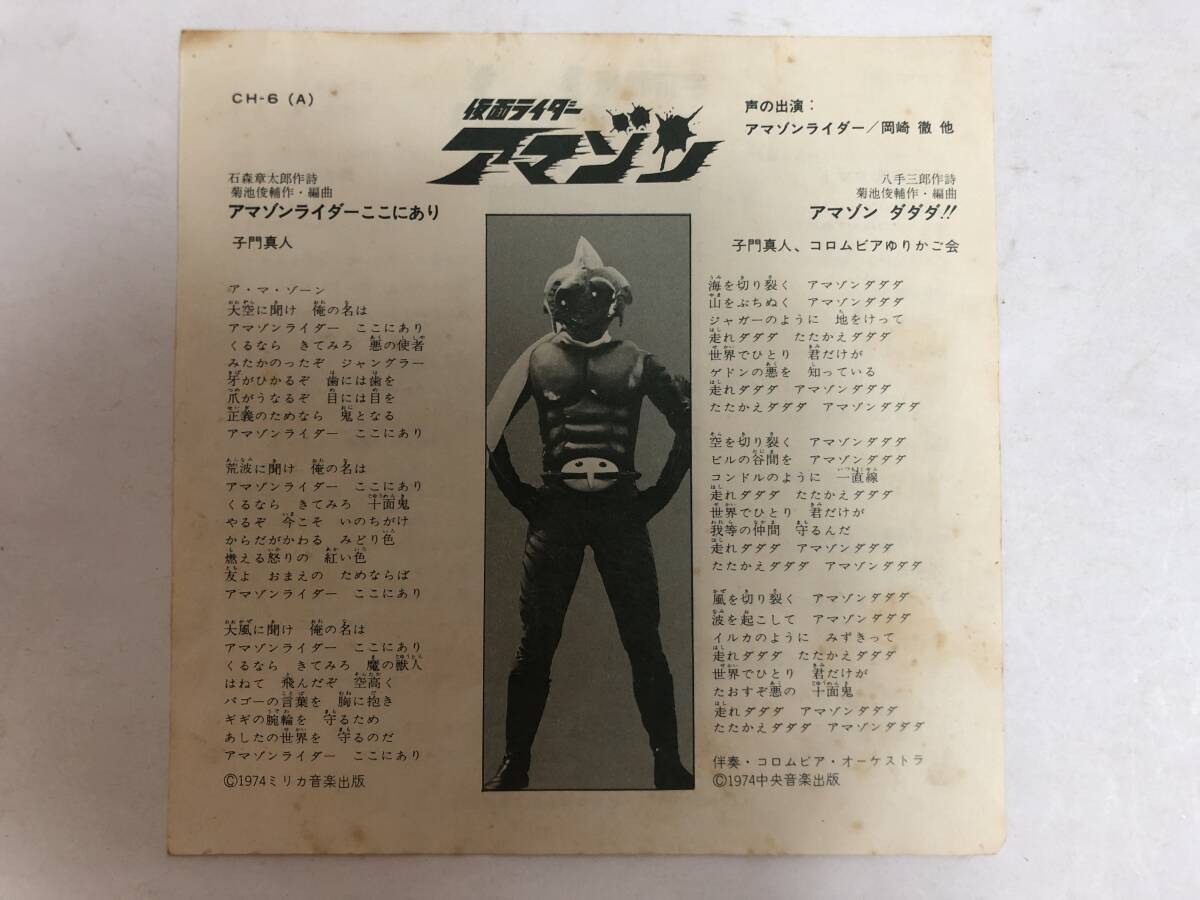 CH-6(A)
仮面ライダー
アマゾン
声の出演：
アマゾンライダー／岡崎 徹 他
石森章太郎作詩
菊池俊輔作・編曲
アマゾンライダーここにあり
子門真人
ア・マ・ゾーン
大空に聞け 俺の名は
アマゾンライダー ここにあり
くるなら きてみろ 悪の使者
みたかのったぞ ジャングラー
牙がひかるぞ 歯には歯を
爪がうなるぞ 目には目を
正義のためなら 鬼となる
アマゾンライダー ここにあり
荒波に聞け 俺の名は
アマゾンライダー ここにあり
くるなら きてみろ 十面鬼
やるぞ 今こそ いのちがけ
からだがかわる みどり色
燃える怒りの 紅い色
友よ おまえの ためならば
アマゾンライダー ここにあり
大風に聞け 俺の名は
アマゾンライダー ここにあり
くるなら きてみろ 魔の獣人
はねて 飛んだぞ 空高く
バゴーの言葉を 胸に抱き
ギギの腕輪を 守るため
あしたの世界を 守るのだ
アマゾンライダー ここにあり
©1974ミリカ音楽出版
八手三郎作詩
菊池俊輔作・編曲
アマゾン ダダダ!!
子門真人、コロムビアゆりかご会
海を切り裂く アマゾンダダダ
山をぶちぬく アマゾンダダダ
ジャガーのように 地をけって
走れダダダ たたかえダダダ
世界でひとり 君だけが
ゲドンの悪を 知っている
走れダダダ アマゾンダダダ
たたかえダダダ アマゾンダダダ
空を切り裂く アマゾンダダダ
ビルの谷間を アマゾンダダダ
コンドルのように 一直線
走れダダダ たたかえダダダ
世界でひとり 君だけが
我等の仲間 守るんだ
走れダダダ アマゾンダダダ
たたかえダダダ アマゾンダダダ
風を切り裂く アマゾンダダダ
波を起こして アマゾンダダダ
イルカのように みずきって
走れダダダ たたかえダダダ
世界でひとり 君だけが
たおすぞ悪の 十面鬼
走れダダダ アマゾンダダダ
たたかえダダダ アマゾンダダダ
伴奏・コロムビア・オーケストラ
©1974中央音楽出版